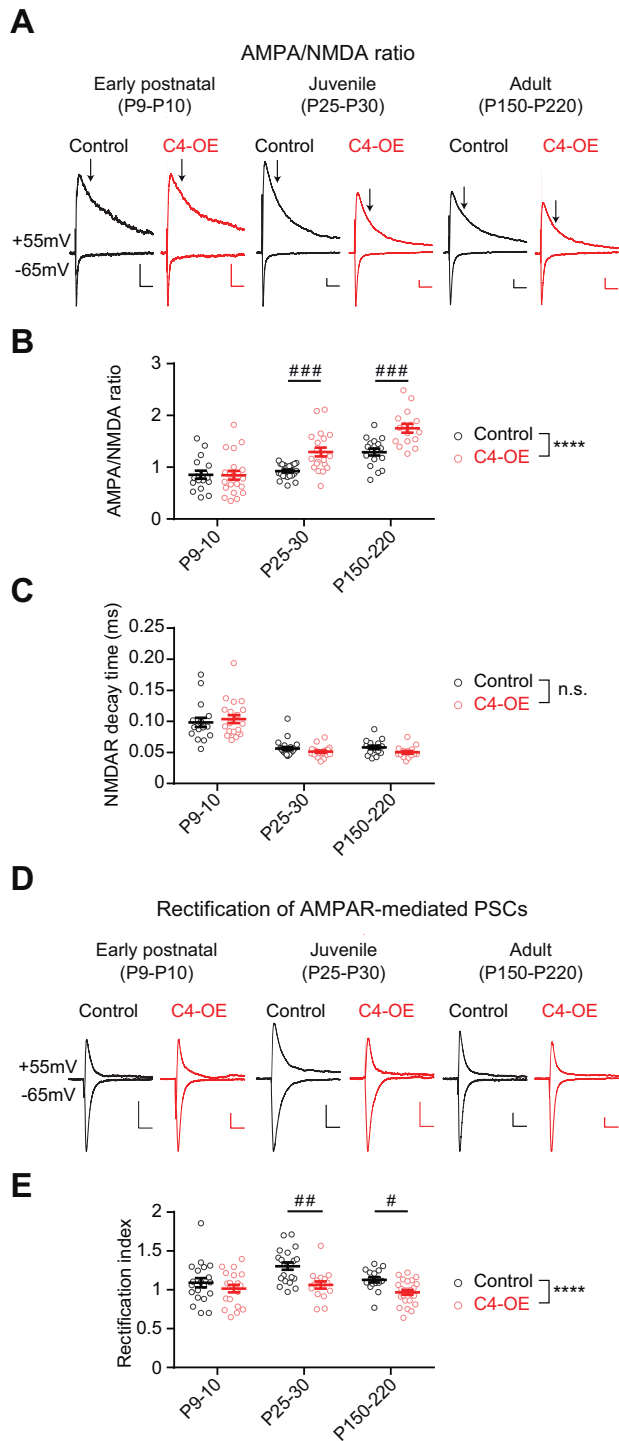 A
AMPA/NMDA ratio
Early postnatal (P9-P10)
Juvenile (P25-P30)
Adult (P150-P220)
Control
C4-OE
Control
C4-OE
Control
C4-OE
+55mV
-65mV
B
AMPA/NMDA ratio
3
2
1
0
###
###
P9-10
P25-30
P150-220
Control
C4-OE
****
C
NMDAR decay time (ms)
0.25
0.20
0.15
0.10
0.05
0
P9-10
P25-30
P150-220
Control
C4-OE
n.s.
D
Rectification of AMPAR-mediated PSCs
Early postnatal (P9-P10)
Juvenile (P25-P30)
Adult (P150-P220)
Control
C4-OE
Control
C4-OE
Control
C4-OE
+55mV
-65mV
E
Rectification index
2
1.5
1
0.5
0
##
#
P9-10
P25-30
P150-220
Control
C4-OE
****